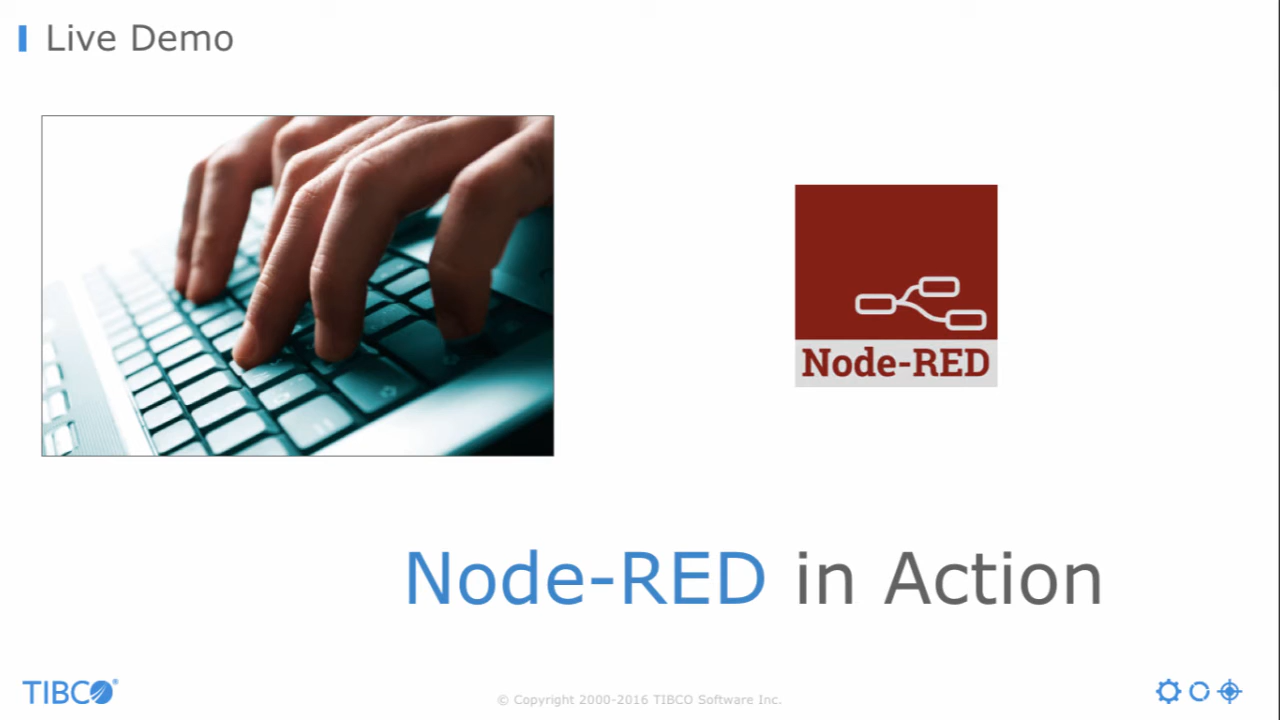 Live Demo
Node-RED
Node-RED in Action
TIBCO®
© Copyright 2000-2016 TIBCO Software Inc.